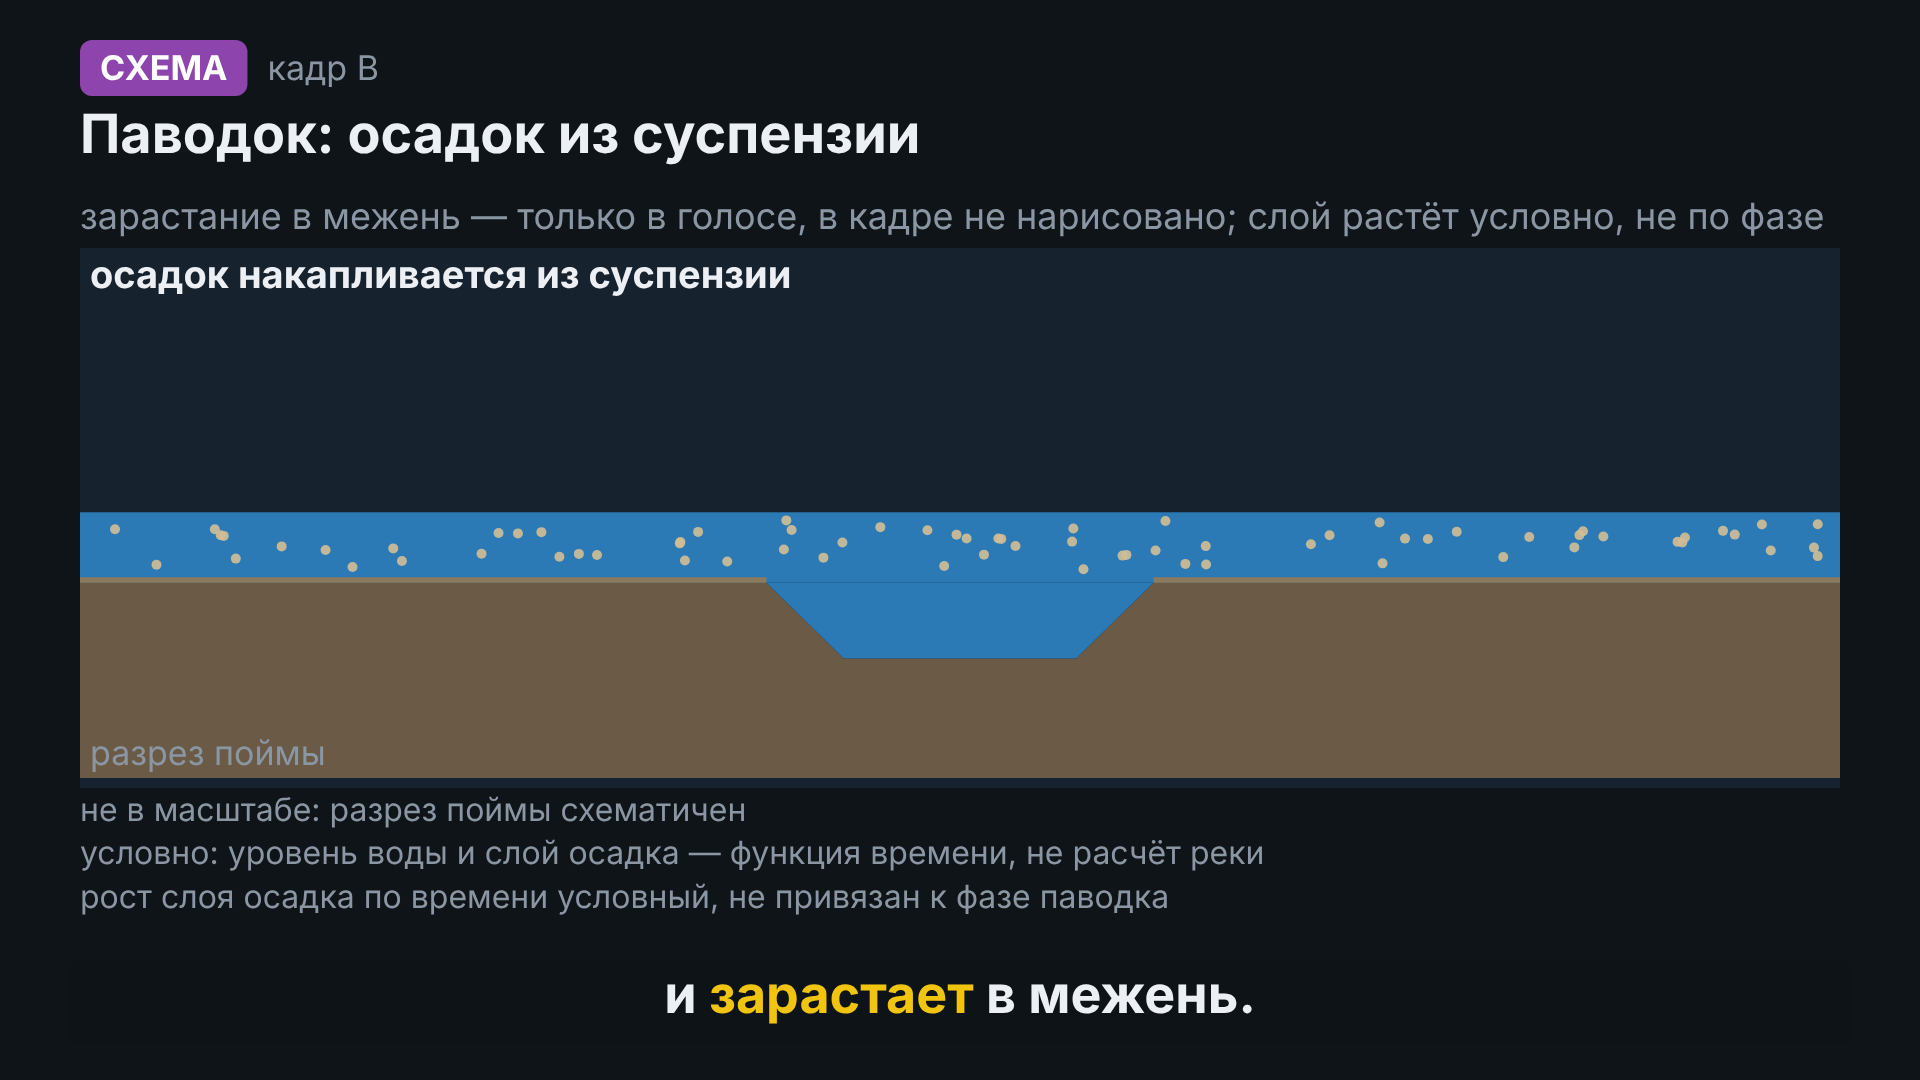 СХЕМА кадр B
Паводок: осадок из суспензии
зарастание в межень — только в голосе, в кадре не нарисовано; слой растёт условно, не по фазе
осадок накапливается из суспензии
разрез поймы
не в масштабе: разрез поймы схематичен
условно: уровень воды и слой осадка — функция времени, не расчёт реки
рост слоя осадка по времени условный, не привязан к фазе паводка
и зарастает в межень.